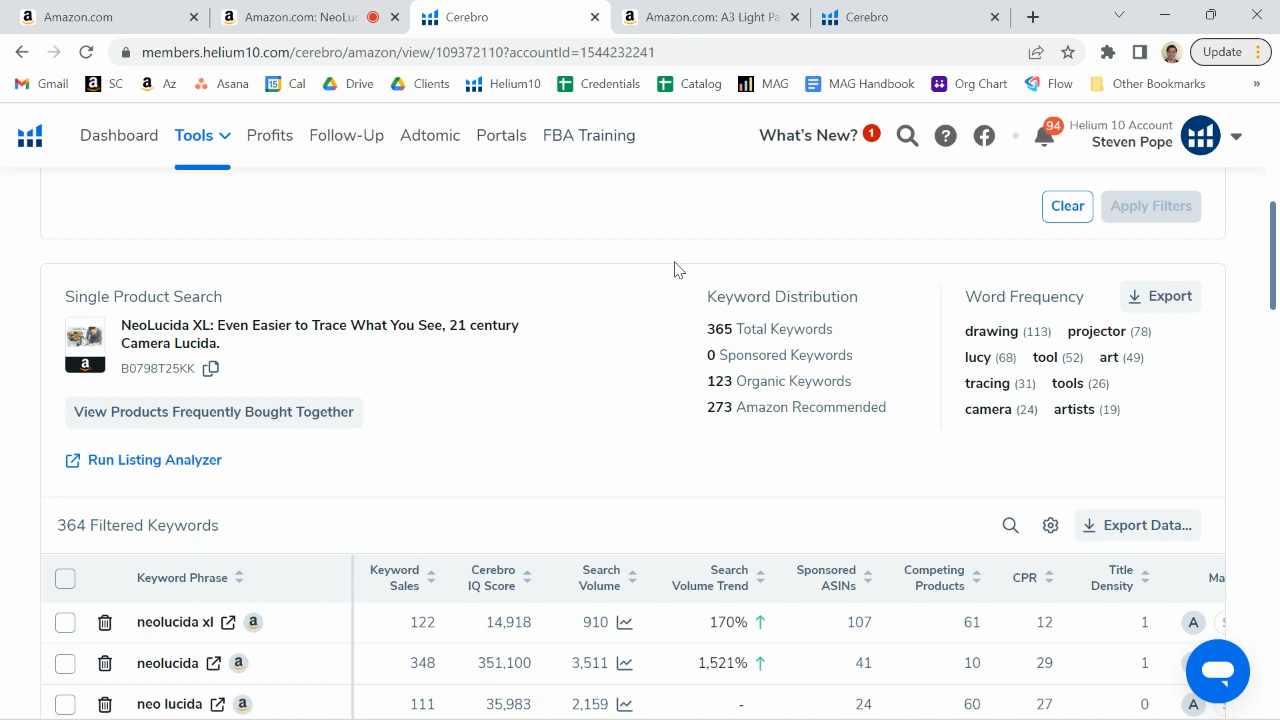 Amazon.com
Amazon.com: NeoLuc
Cerebro
Amazon.com: A3 Light Pa
Cerebro
members.helium10.com/cerebro/amazon/view/109372110?accountId=1544232241
Update
Gmail
SC
Az
Asana
Cal
Drive
Clients
Helium10
Credentials
Catalog
MAG
MAG Handbook
Org Chart
Flow
Other Bookmarks
»
Dashboard
Tools
Profits
Follow-Up
Adtomic
Portals
FBA Training
What's New? 1
94
Helium 10 Account
Steven Pope
Clear
Apply Filters
Single Product Search
NeoLucida XL: Even Easier to Trace What You See, 21 century
Camera Lucida.
B0798T25KK
View Products Frequently Bought Together
Run Listing Analyzer
Keyword Distribution
365 Total Keywords
0 Sponsored Keywords
123 Organic Keywords
273 Amazon Recommended
Word Frequency
Export
drawing (113) projector (78)
lucy (68) tool (52) art (49)
tracing (31) tools (26)
camera (24) artists (19)
364 Filtered Keywords
Export Data...
Keyword Phrase
Keyword
Sales
Cerebro
IQ Score
Search
Volume
Search
Volume Trend
Sponsored
ASINs
Competing
Products
CPR
Title
Density
Ma
neolucida xl 122 14,918 910 170% 107 61 12 1 A
neolucida 348 351,100 3,511 1,521% 41 10 29 1
neo lucida 111 35,983 2,159 - 24 60 27 0 A